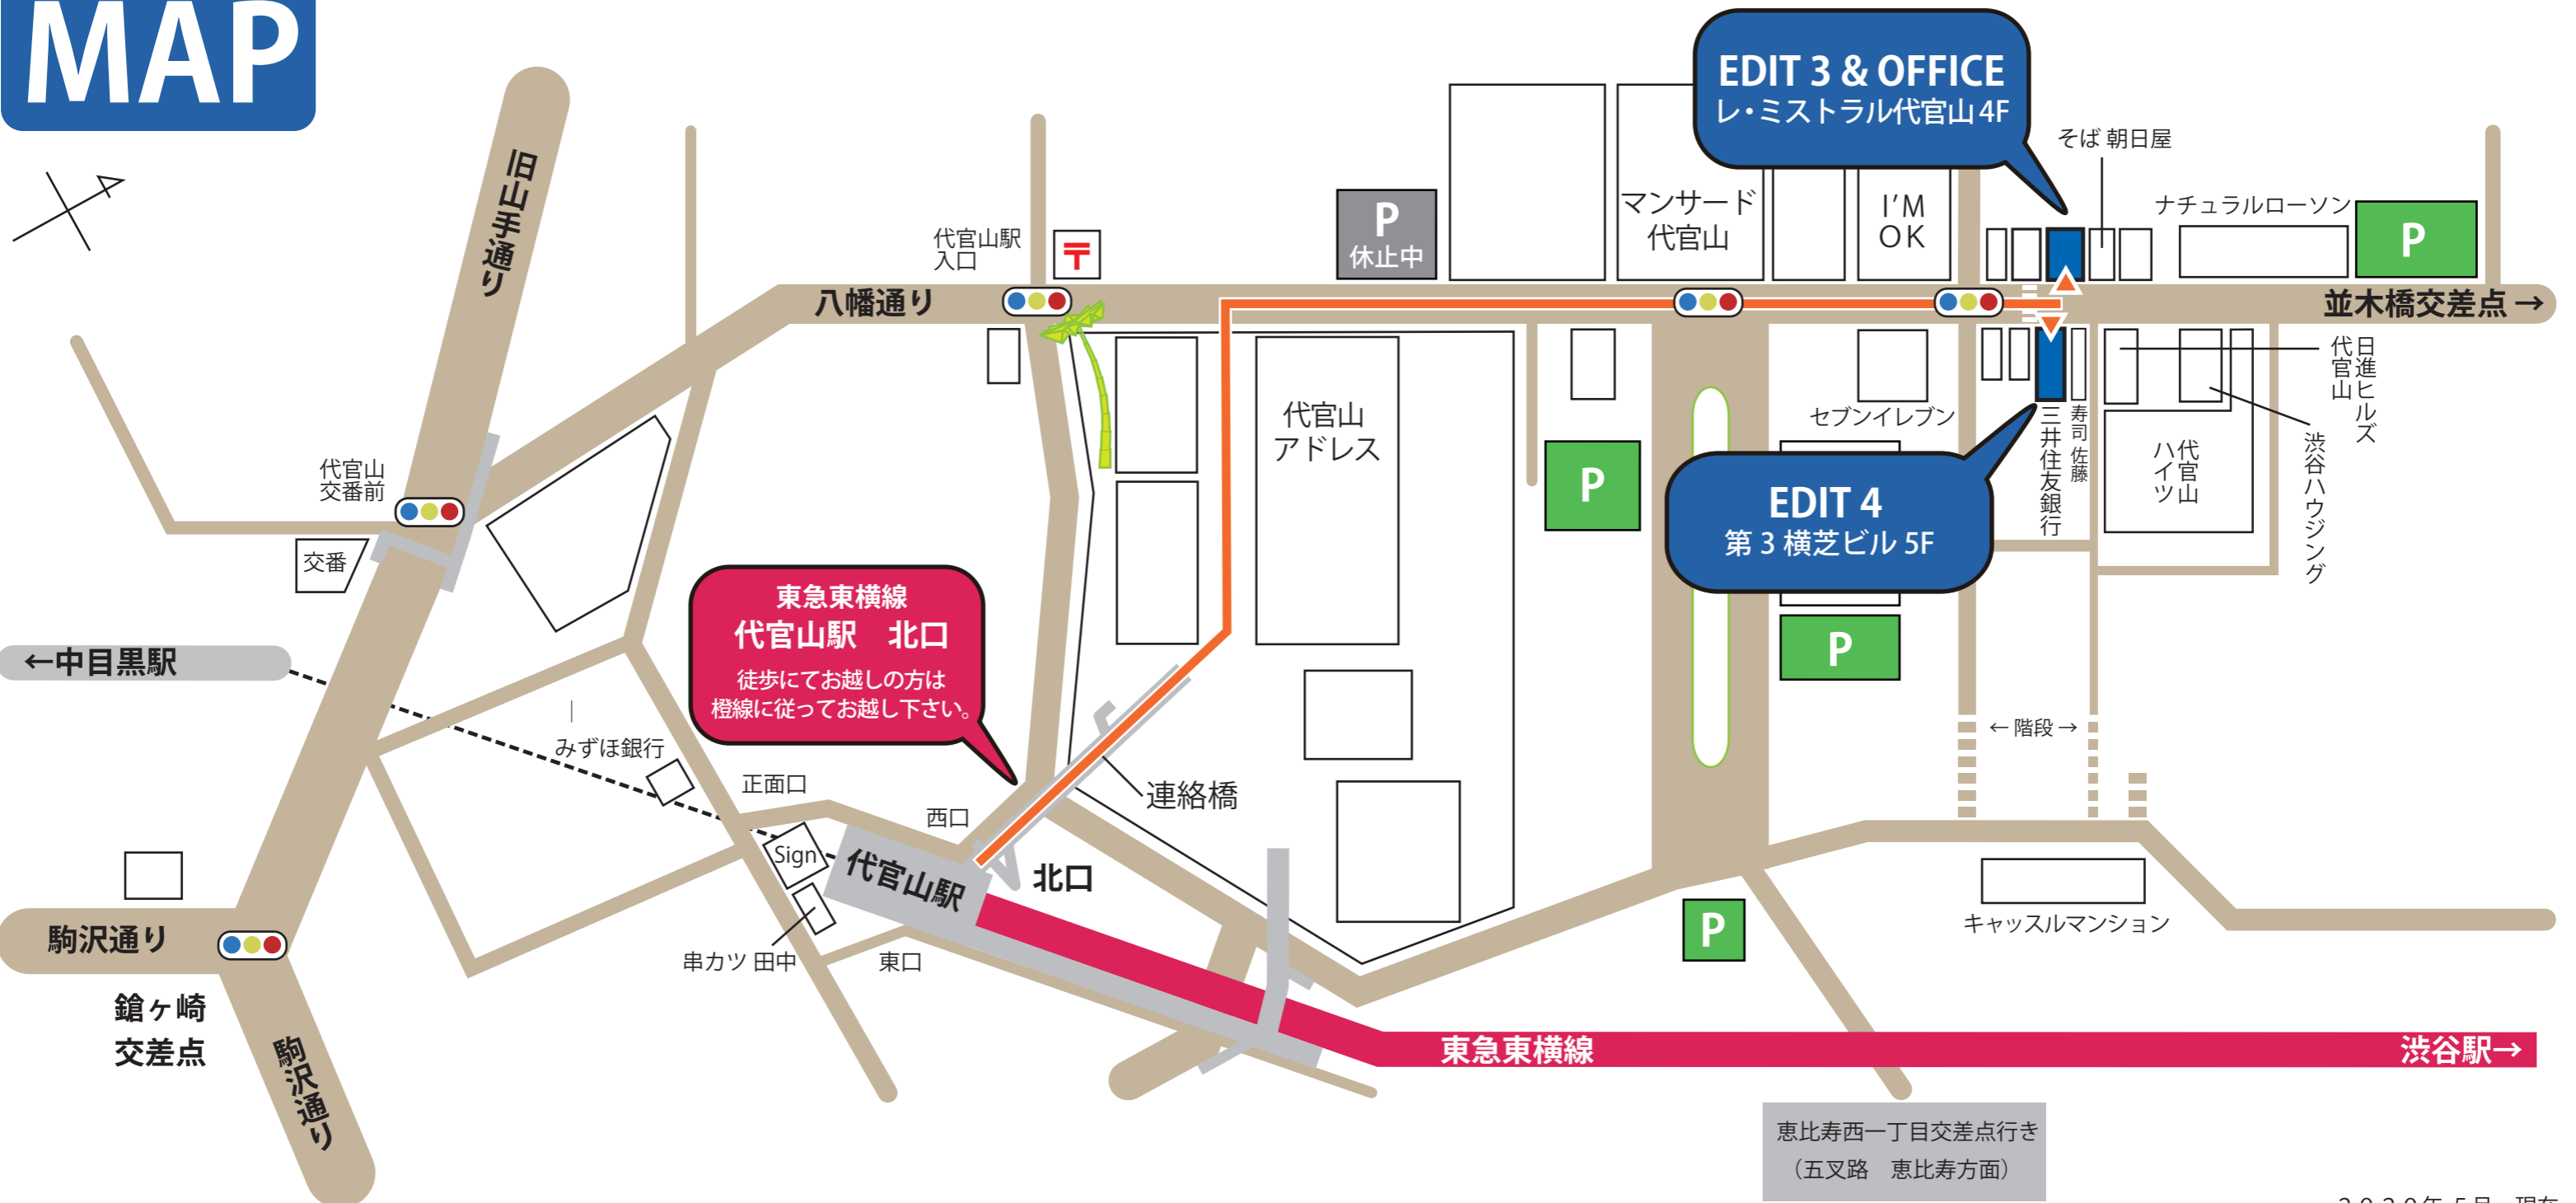 MAP
旧山手通り
代官山駅
入口
〒
八幡通り
P
休止中
マンサード
代官山
I'M
OK
EDIT 3 & OFFICE
レ・ミストラル代官山 4F
そば 朝日屋
ナチュラルローソン
P
並木橋交差点→
代官山
交番前
交番
代官山
アドレス
P
セブンイレブン
EDIT 4
第 3 横芝ビル 5F
三井住友銀行
寿司 佐藤
日進ヒルズ
代官山
代官山
ハイツ
渋谷ハウジング
P
←中目黒駅
東急東横線
代官山駅　北口
徒歩にてお越しの方は
橙線に従ってお越し下さい。
みずほ銀行
正面口
西口
連絡橋
←階段→
Sign
代官山駅
北口
串カツ 田中
東口
P
キャッスルマンション
駒沢通り
鎗ヶ崎
交差点
駒沢通り
東急東横線
渋谷駅→
恵比寿西一丁目交差点行き
（五叉路　恵比寿方面）
2020年 5月　現在